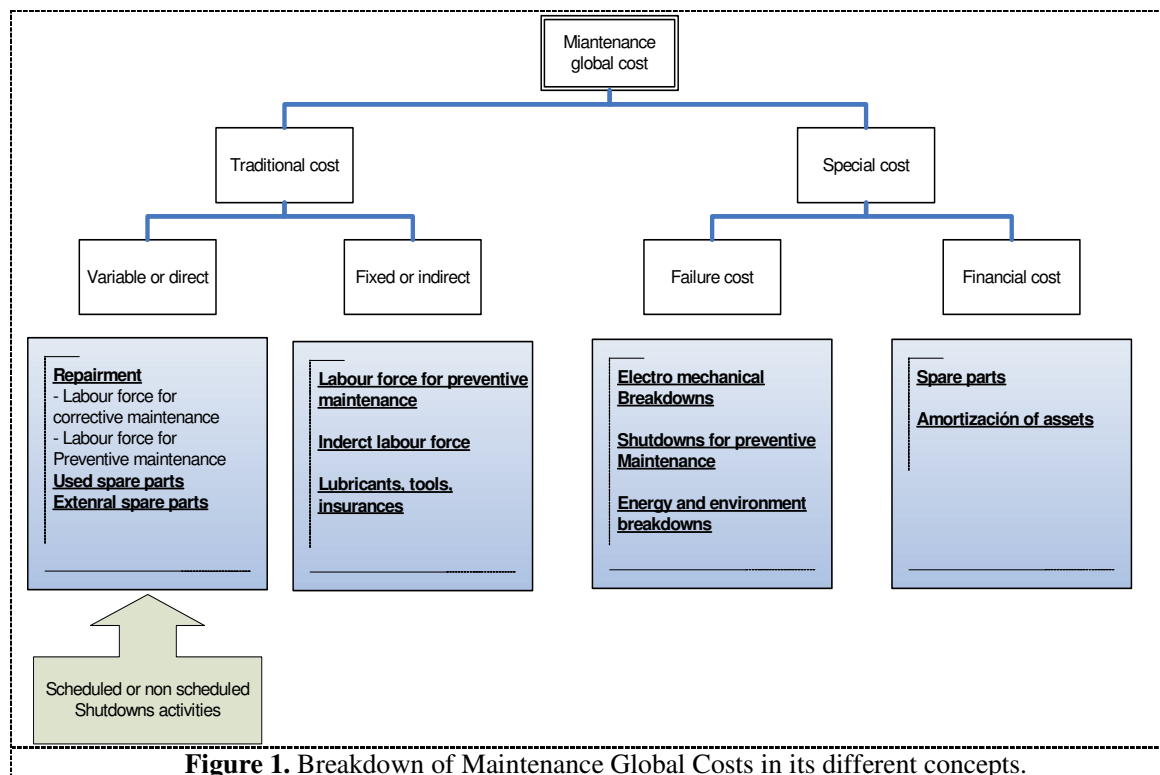 Miantenance
global cost
Traditional cost
Special cost
Variable or direct
Fixed or indirect
Failure cost
Financial cost
Repairment
- Labour force for
corrective maintenance
- Labour force for
Preventive maintenance
Used spare parts
Extenral spare parts
Labour force for preventive
maintenance
Inderct labour force
Lubricants, tools,
insurances
Electro mechanical
Breakdowns
Shutdowns for preventive
Maintenance
Energy and environment
breakdowns
Spare parts
Amortización of assets
Scheduled or non scheduled
Shutdowns activities
Figure 1. Breakdown of Maintenance Global Costs in its different concepts.